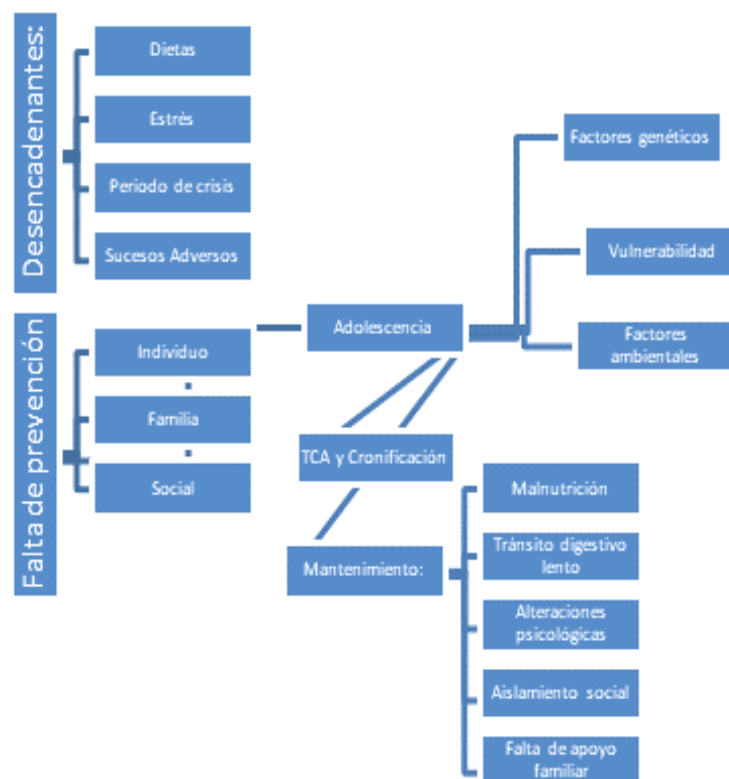 Desencadenantes:
Dietas
Estrés
Periodo de crisis
Sucesos Adversos
Falta de prevención
Individuo
Familia
Social
Adolescencia
Factores genéticos
Vulnerabilidad
Factores
ambientales
TCA y Cronificación
Mantenimiento:
Malnutrición
Tránsito digestivo
lento
Alteraciones
psicológicas
Aislamiento social
Falta de apoyo
familiar